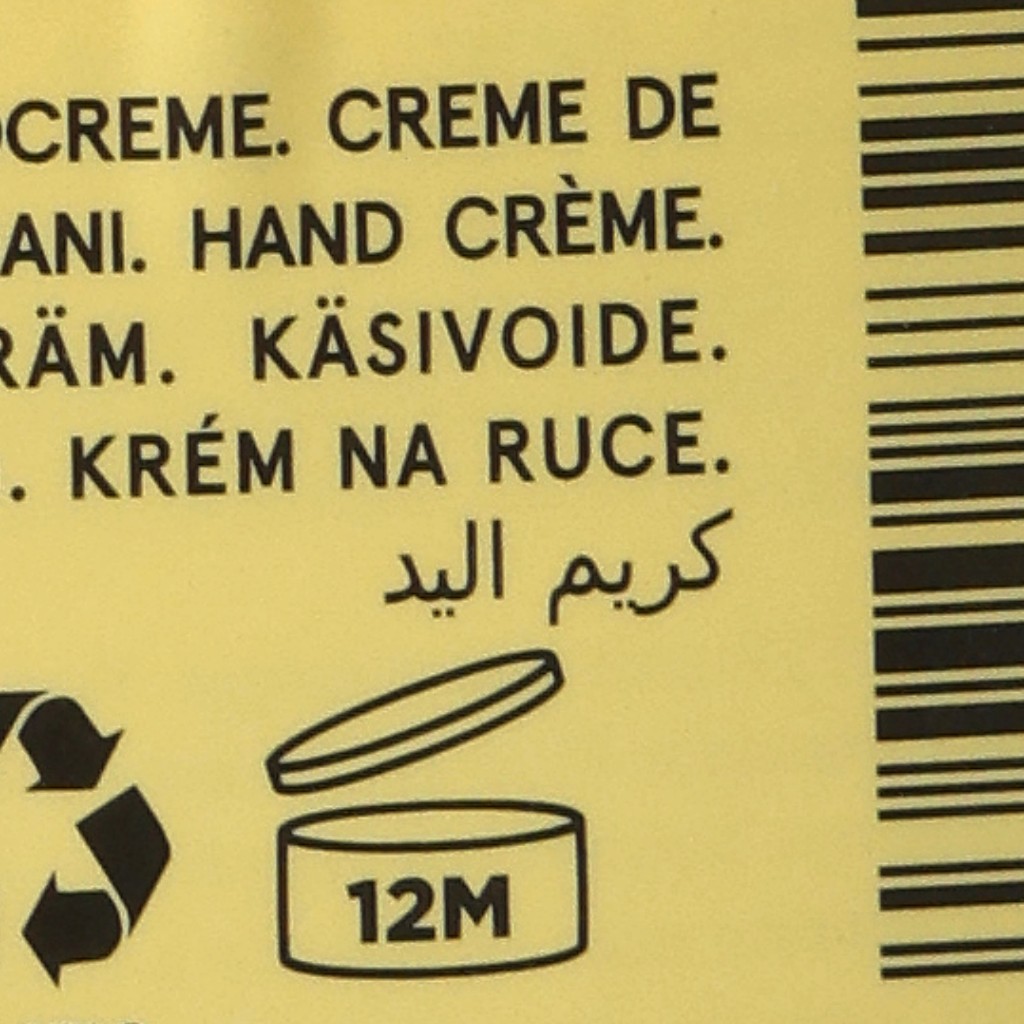 CREME. CREME DE
ANI. HAND CRÈME.
RÄM. KÄSIVOIDE.
. KRÉM NA RUCE.
كريم اليد
12M